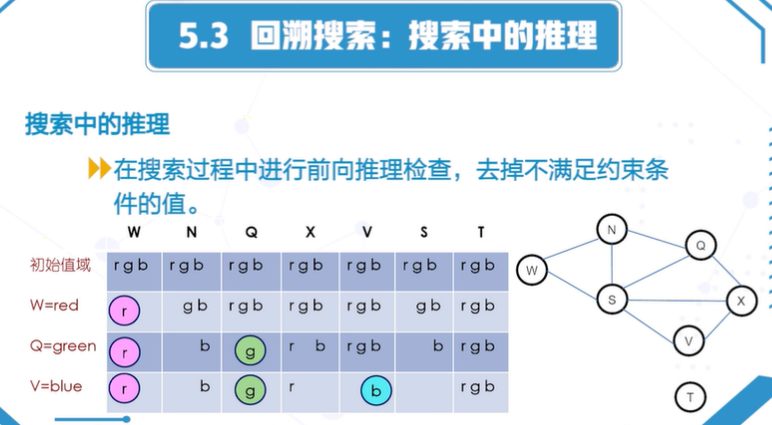 5.3 回溯搜索：搜索中的推理
搜索中的推理
在搜索过程中进行前向推理检查，去掉不满足约束条
件的值。
W N Q X V S T
初始值域 r g b r g b r g b r g b r g b r g b r g b
W=red r g b r g b r g b r g b g b r g b
Q=green r b g r b r g b b r g b
V=blue r b g r b r g b
N
Q
W
S
X
V
T